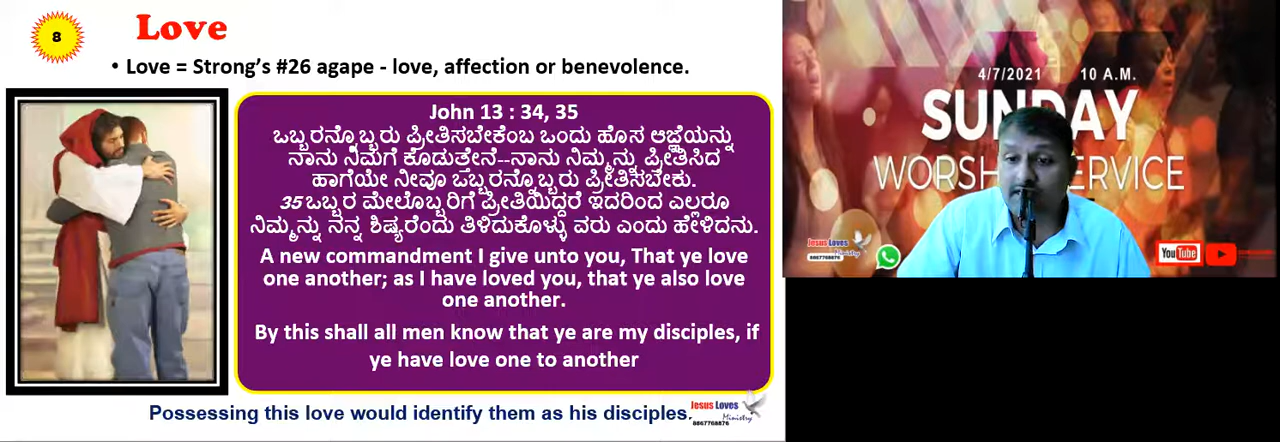 8
Love
• Love = Strong's #26 agape - love, affection or benevolence.
John 13 : 34, 35
ಒಬ್ಬರನ್ನೊಬ್ಬರು ಪ್ರೀತಿಸಬೇಕೆಂಬ ಒಂದು ಹೊಸ ಆಜ್ಞೆಯನ್ನು
ನಾನು ನಿಮಗೆ ಕೊಡುತ್ತೇನೆ--ನಾನು ನಿಮ್ಮನ್ನು ಪ್ರೀತಿಸಿದ
ಹಾಗೆಯೇ ನೀವೂ ಒಬ್ಬರನ್ನೊಬ್ಬರು ಪ್ರೀತಿಸಬೇಕು.
35 ಒಬ್ಬರ ಮೇಲೊಬ್ಬರಿಗೆ ಪ್ರೀತಿಯಿದ್ದರೆ ಇದರಿಂದ ಎಲ್ಲರೂ
ನಿಮ್ಮನ್ನು ನನ್ನ ಶಿಷ್ಯರೆಂದು ತಿಳಿದುಕೊಳ್ಳು ವರು ಎಂದು ಹೇಳಿದನು.
A new commandment I give unto you, That ye love
one another; as I have loved you, that ye also love
one another.
By this shall all men know that ye are my disciples, if
ye have love one to another
Possessing this love would identify them as his disciples.
Jesus Loves
Ministry
8867768876
4/7/2021 10 A.M.
SUNDAY
WORSH SERVICE
Jesus Loves
Ministry
8867768876
YouTube